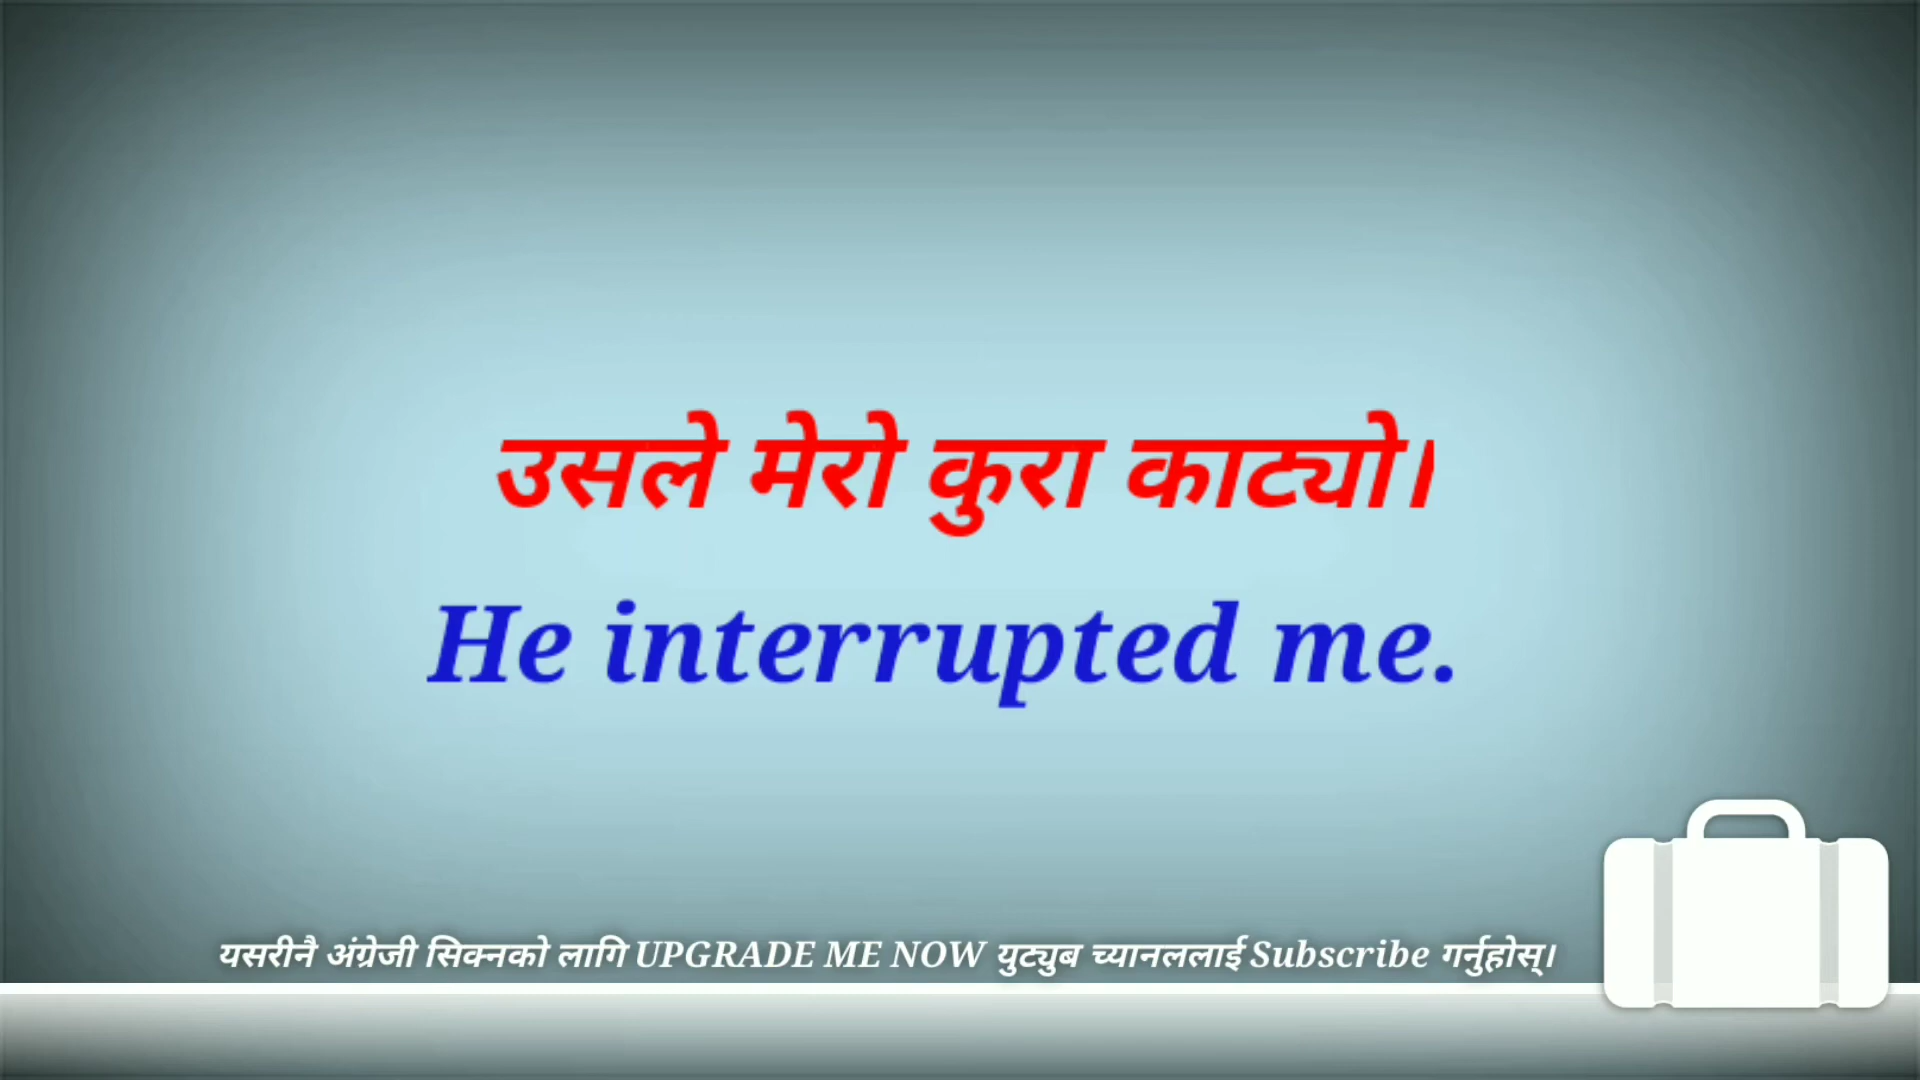 उसले मेरो कुरा काट्यो।
He interrupted me.
यसरीनै अंग्रेजी सिक्नको लागि UPGRADE ME NOW युट्युब च्यानललाई Subscribe गर्नुहोस्।